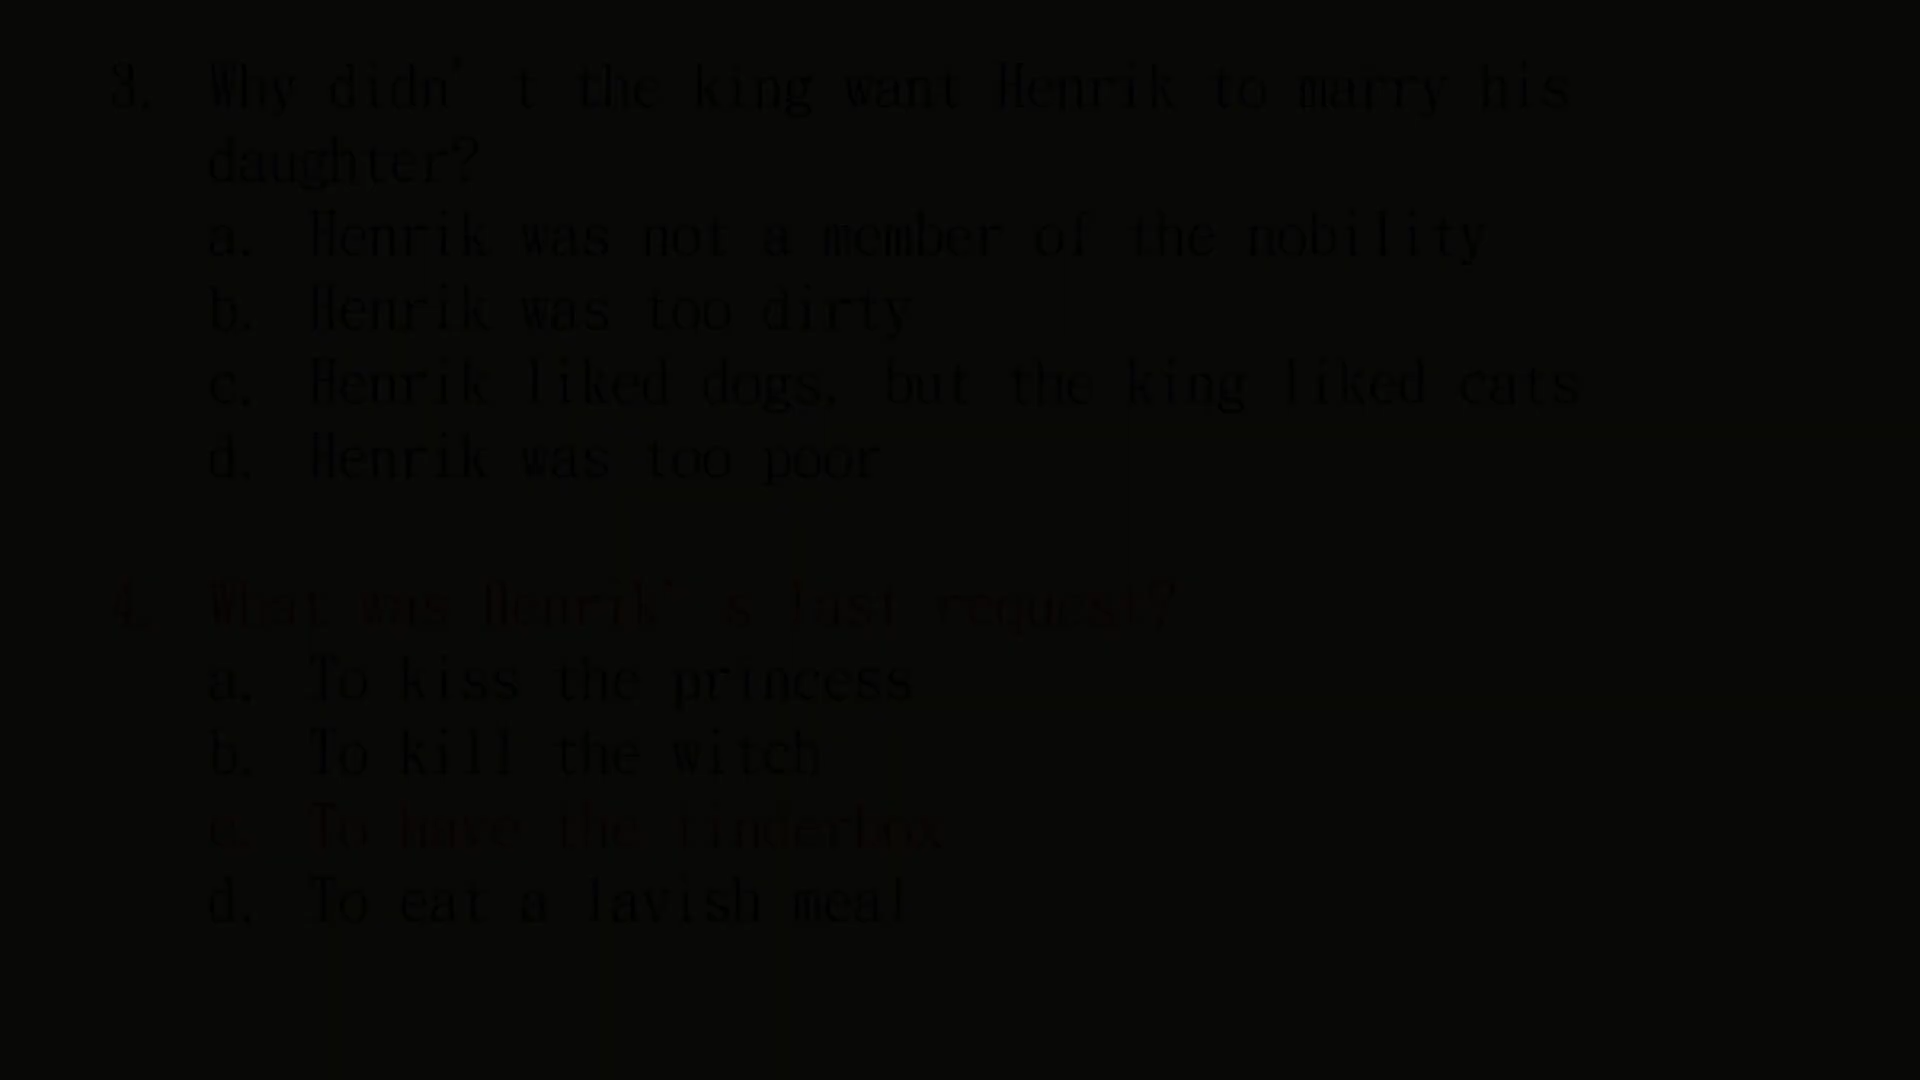 3. Why didn't the king want Henrik to marry his
daughter?
a. Henrik was not a member of the nobility
b. Henrik was too dirty
c. Henrik liked dogs, but the king liked cats
d. Henrik was too poor
4. What was Henrik's last request?
a. To kiss the princess
b. To kill the witch
c. To have the tinderbox
d. To eat a lavish meal